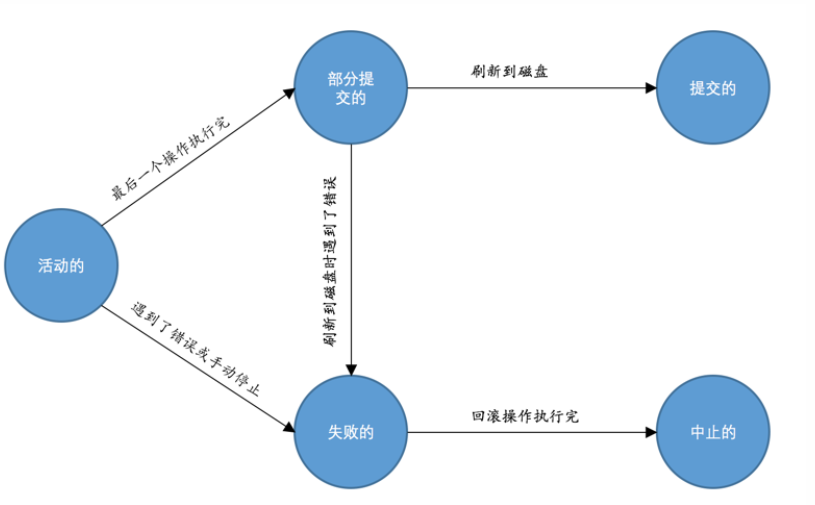 部分提
交的
刷新到磁盘
提交的
最后一个操作执行完
刷新到磁盘时遇到了错误
活动的
遇到了错误或手动停止
失败的
回滚操作执行完
中止的